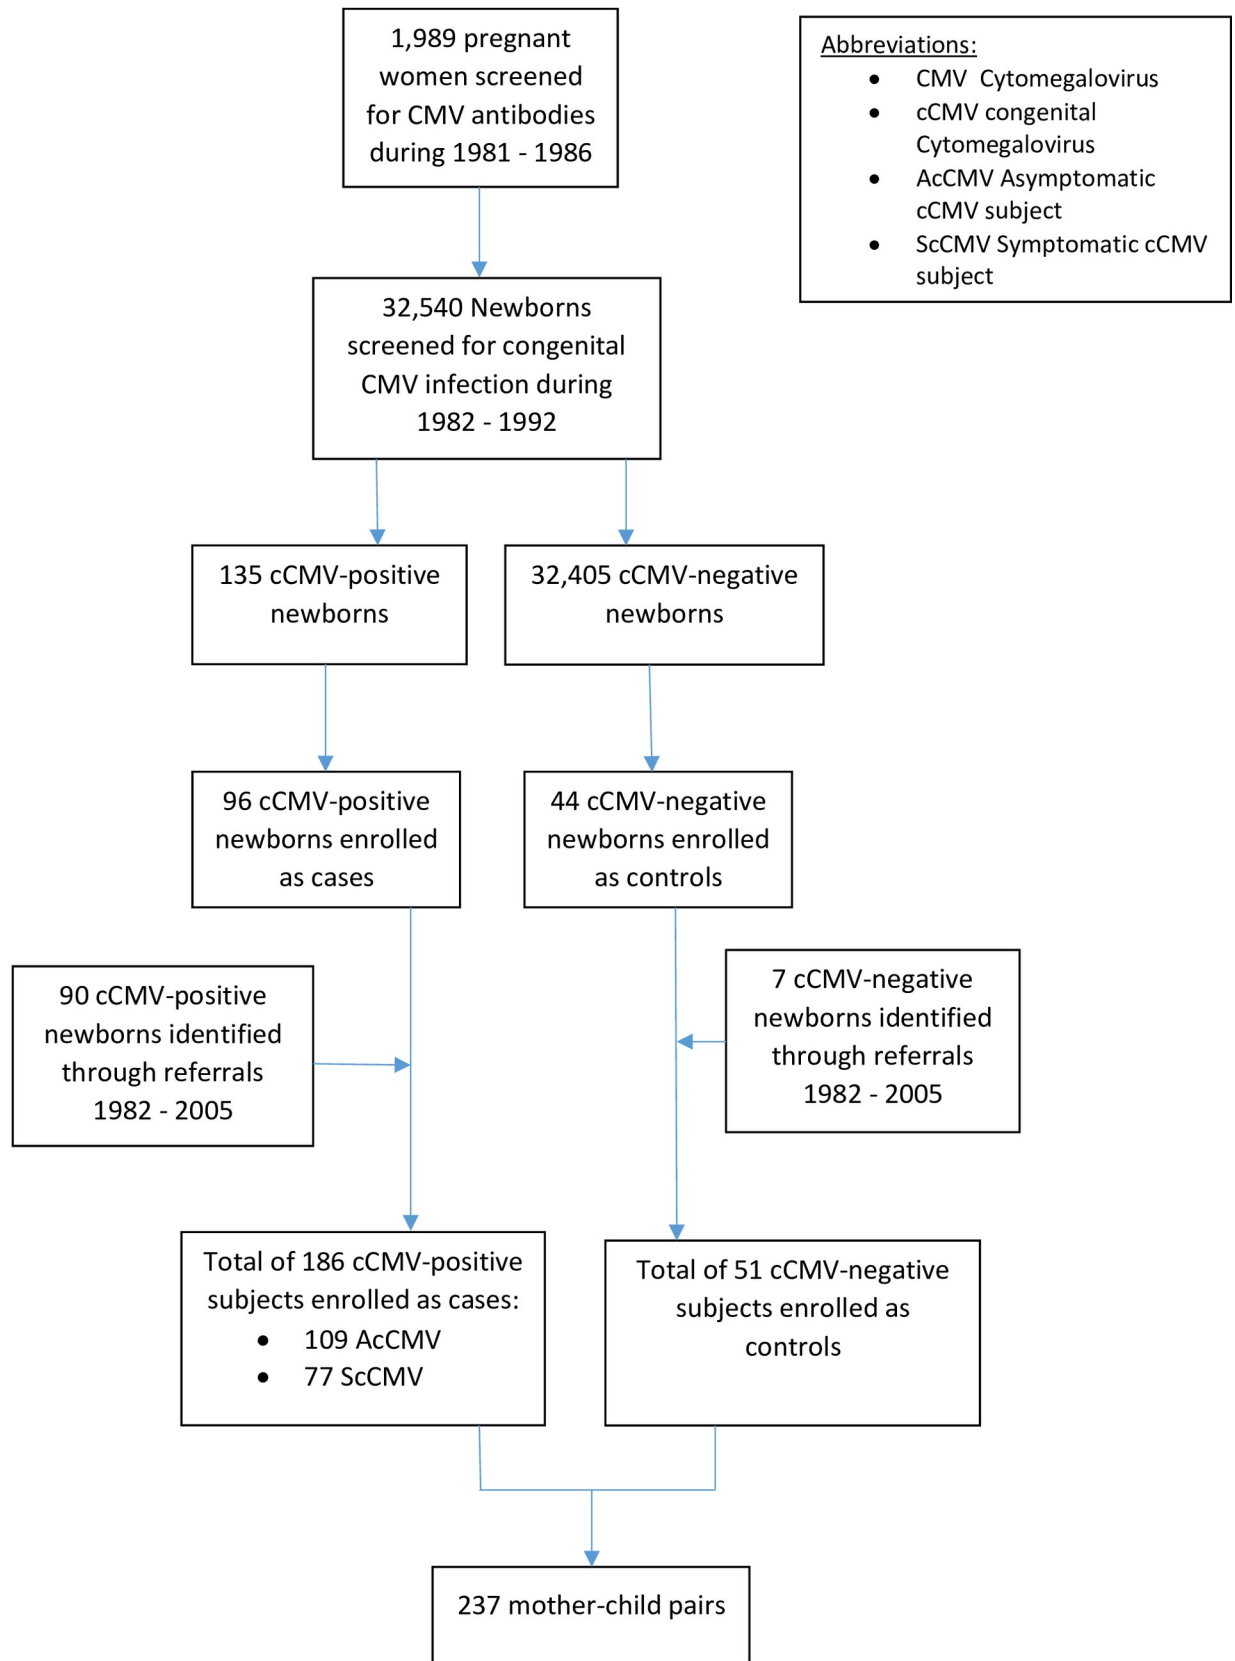 1,989 pregnant
women screened
for CMV antibodies
during 1981 - 1986
Abbreviations:
• CMV Cytomegalovirus
• cCMV congenital
Cytomegalovirus
• AcCMV Asymptomatic
cCMV subject
• ScCMV Symptomatic cCMV
subject
32,540 Newborns
screened for congenital
CMV infection during
1982 - 1992
135 cCMV-positive
newborns
32,405 cCMV-negative
newborns
96 cCMV-positive
newborns enrolled
as cases
44 cCMV-negative
newborns enrolled
as controls
90 cCMV-positive
newborns identified
through referrals
1982 - 2005
7 cCMV-negative
newborns identified
through referrals
1982 - 2005
Total of 186 cCMV-positive
subjects enrolled as cases:
• 109 AcCMV
• 77 ScCMV
Total of 51 cCMV-negative
subjects enrolled as
controls
237 mother-child pairs